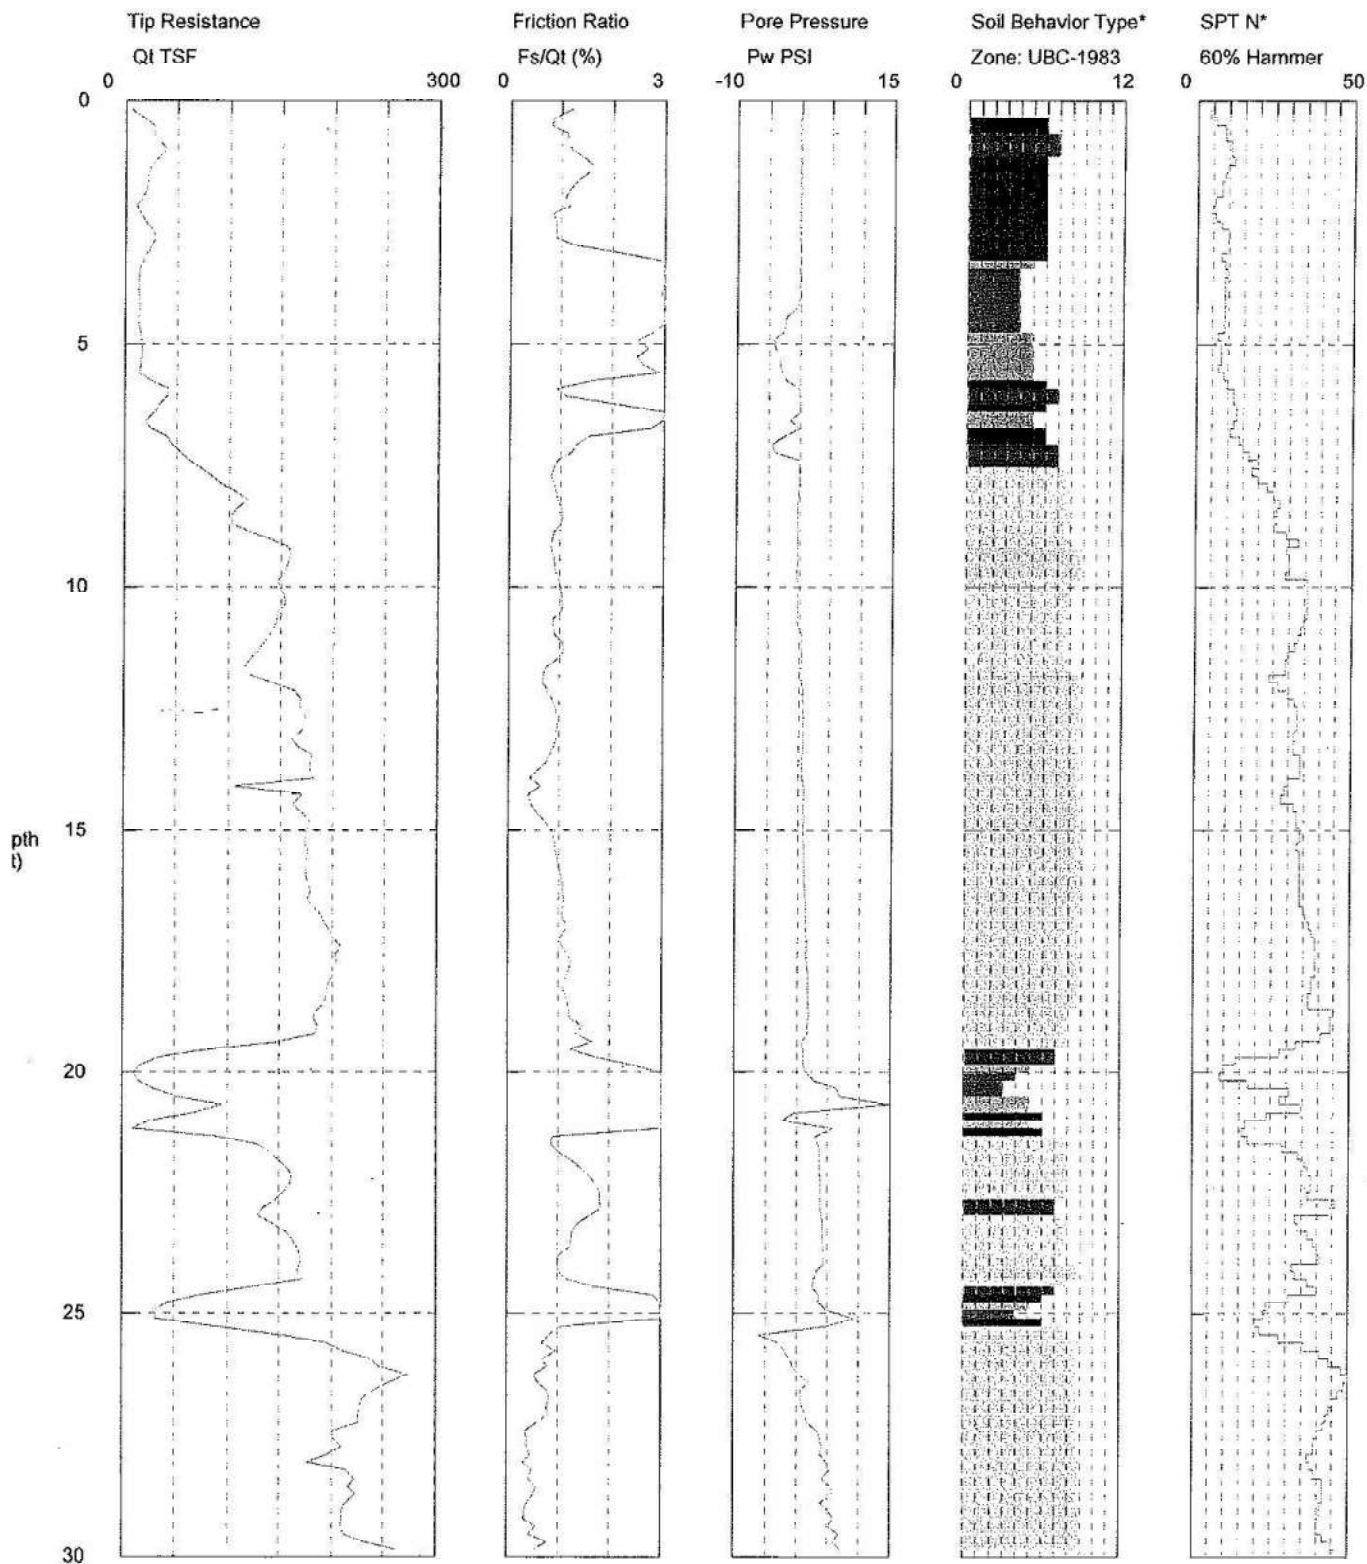 Tip Resistance Friction Ratio Pore Pressure Soil Behavior Type* SPT N*
Qt TSF Fs/Qt (%) Pw PSI Zone: UBC-1983 60% Hammer
0 300 0 3 -10 15 0 12 0 50
0
5
10
15
pth
t)
20
25
30